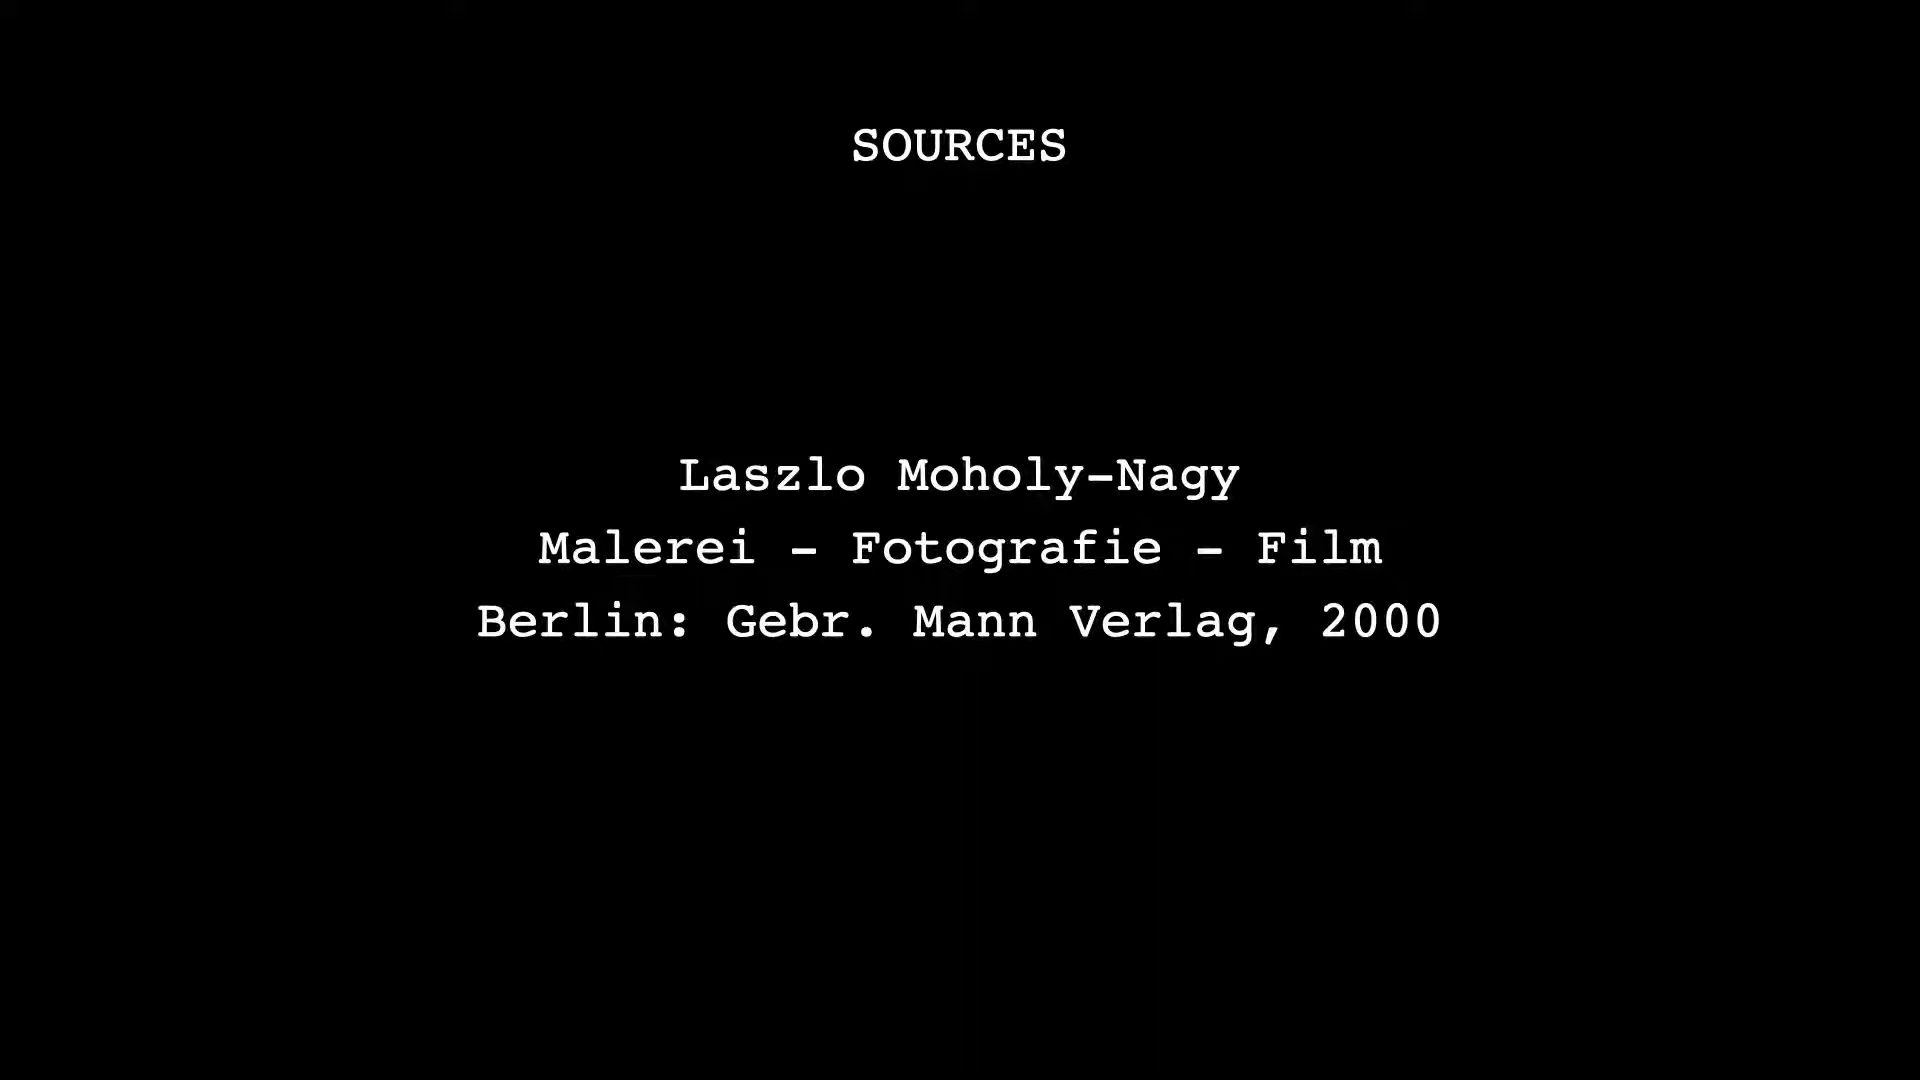 SOURCES
Laszlo Moholy-Nagy
Malerei - Fotografie - Film
Berlin: Gebr. Mann Verlag, 2000